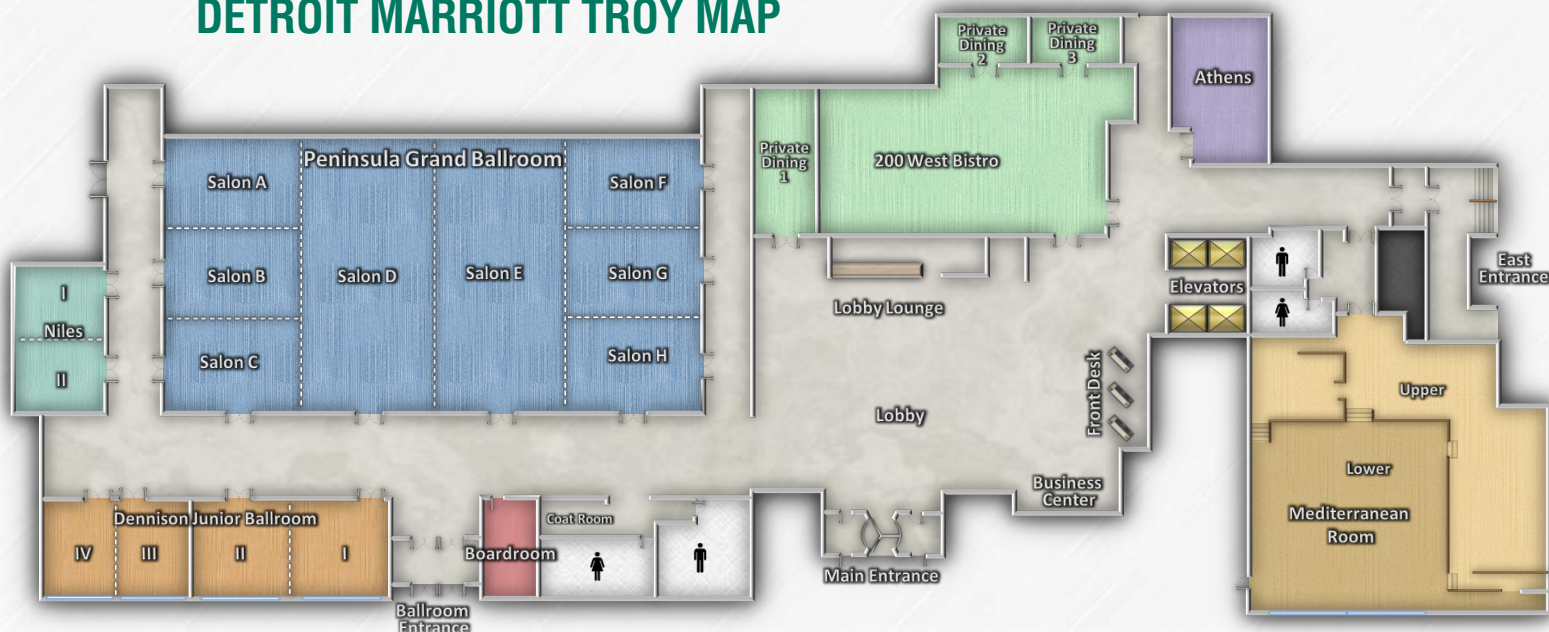 DETROIT MARRIOTT TROY MAP
Private
Dining
2
Private
Dining
3
Athens
Peninsula Grand Ballroom
Salon A
Salon F
Private
Dining
1
200 West Bistro
Salon B
Salon D
Salon E
Salon G
I
Niles
II
Salon C
Salon H
Lobby Lounge
Elevators
East
Entrance
Front Desk
Lobby
Upper
Lower
Mediterranean
Room
Business
Center
Dennison Junior Ballroom
IV
III
II
I
Coat Room
Boardroom
Main Entrance
Ballroom
Entrance